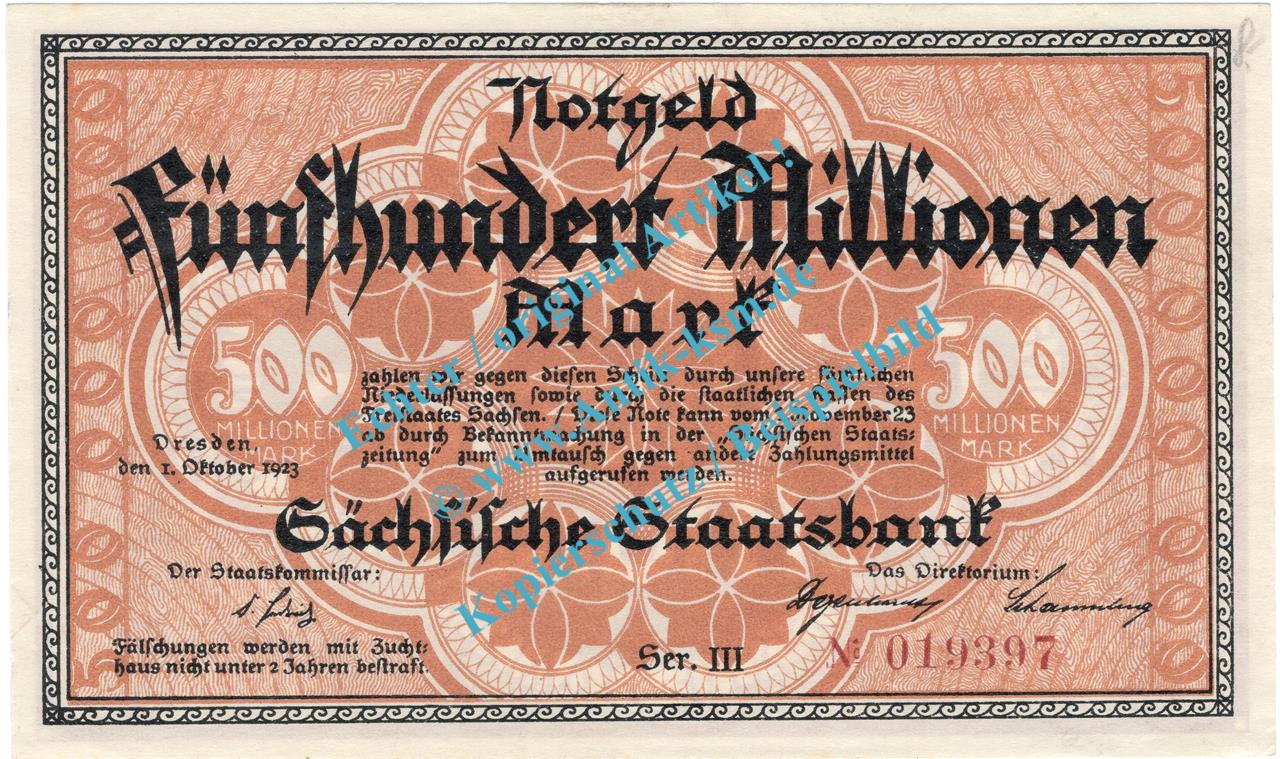 Notgeld
Fünfhundert Millionen
Mark
500
MILLIONEN
MARK
500
MILLIONEN
MARK
zahlen wir gegen diesen Schein durch unsere sämtlichen
Niederlassungen sowie durch die staatlichen Kassen des
Freistaates Sachsen. / Diese Note kann vom 1. November 23
ab durch Bekanntmachung in der „Sächsischen Staats-
zeitung" zum Umtausch gegen andere Zahlungsmittel
aufgerufen werden.
Dresden,
den 1. Oktober 1923
Sächsische Staatsbank
Der Staatskommissar:
Das Direktorium:
Fälschungen werden mit Zucht-
haus nicht unter 2 Jahren bestraft.
Ser. III
No 019397
Echter / original Artikel !
© www.Antik-ksm.de
Kopierschutz / Beispielbild